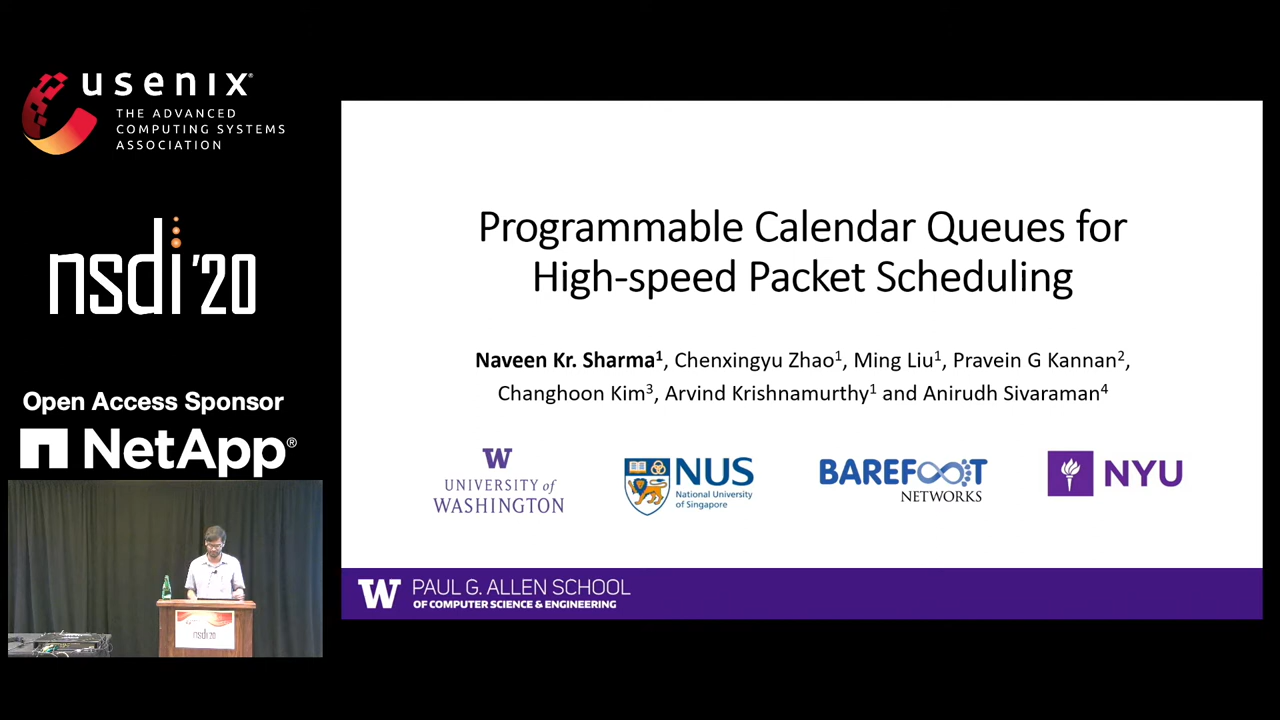 usenix®
THE ADVANCED
COMPUTING SYSTEMS
ASSOCIATION
nsdi '20
Open Access Sponsor
NetApp®
Programmable Calendar Queues for
High-speed Packet Scheduling
Naveen Kr. Sharma¹, Chenxingyu Zhao¹, Ming Liu¹, Pravein G Kannan²,
Changhoon Kim³, Arvind Krishnamurthy¹ and Anirudh Sivaraman⁴
W
UNIVERSITY of
WASHINGTON
NUS
National University
of Singapore
BAREFOOT
NETWORKS
NYU
W PAUL G. ALLEN SCHOOL
OF COMPUTER SCIENCE & ENGINEERING
nsdi '20